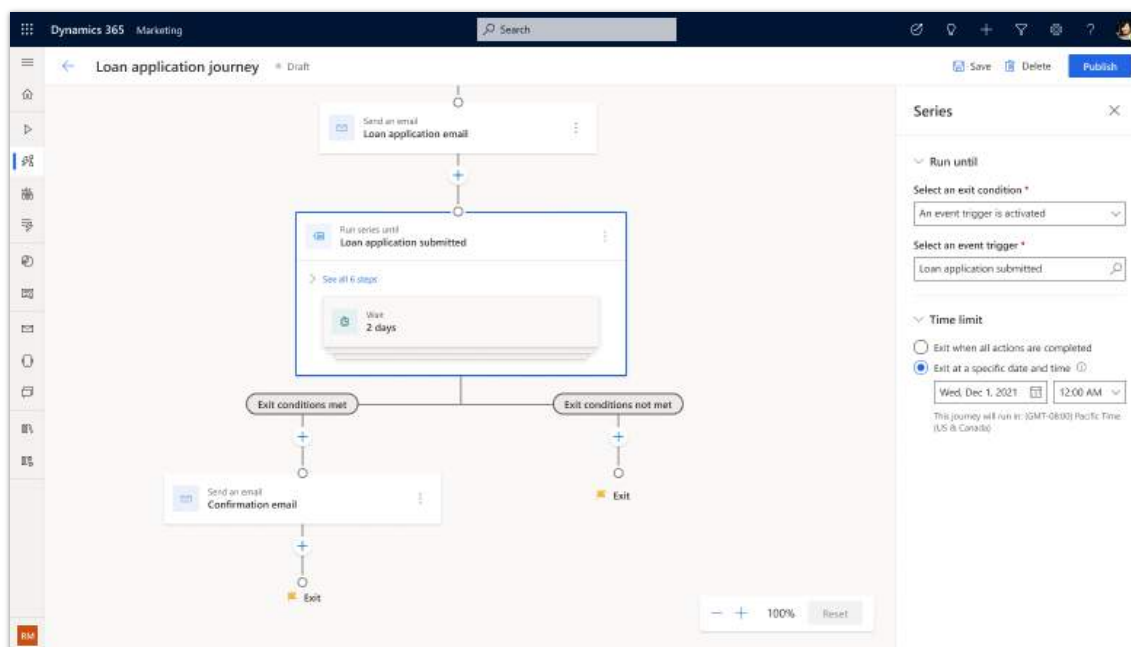 Dynamics 365 Marketing
Search
?
Loan application journey Draft
Save Delete Publish
Send an email
Loan application email
Run series until
Loan application submitted
See all 6 steps
Wait
2 days
Exit conditions met
Exit conditions not met
Send an email
Confirmation email
Exit
Exit
100% Reset
RM
Series
Run until
Select an exit condition *
An event trigger is activated
Select an event trigger *
Loan application submitted
Time limit
Exit when all actions are completed
Exit at a specific date and time
Wed, Dec 1, 2021 12:00 AM
This journey will run in: (GMT-08:00) Pacific Time
(US & Canada)